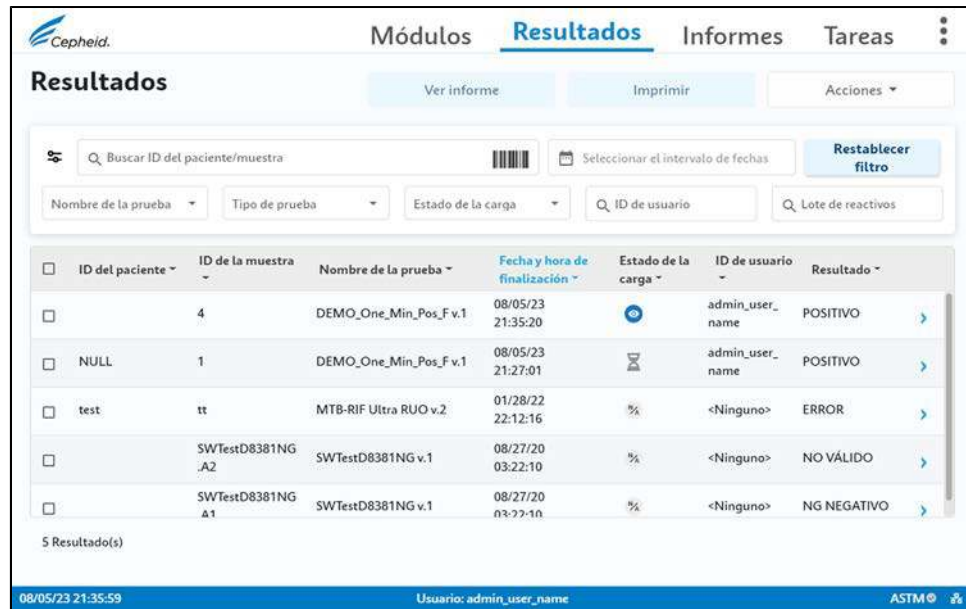 Cepheid.
Módulos Resultados Informes Tareas
Resultados
Ver informe Imprimir Acciones
Buscar ID del paciente/muestra Seleccionar el intervalo de fechas Restablecer filtro
Nombre de la prueba Tipo de prueba Estado de la carga ID de usuario Lote de reactivos
ID del paciente ID de la muestra Nombre de la prueba Fecha y hora de finalización Estado de la carga ID de usuario Resultado
4 DEMO_One_Min_Pos_F v.1 08/05/23 21:35:20 admin_user_name POSITIVO
NULL 1 DEMO_One_Min_Pos_F v.1 08/05/23 21:27:01 admin_user_name POSITIVO
test tt MTB-RIF Ultra RUO v.2 01/28/22 22:12:16 N/A <Ninguno> ERROR
SWTestD8381NG.A2 SWTestD8381NG v.1 08/27/20 03:22:10 N/A <Ninguno> NO VÁLIDO
SWTestD8381NG.A1 SWTestD8381NG v.1 08/27/20 03:22:10 N/A <Ninguno> NG NEGATIVO
5 Resultado(s)
08/05/23 21:35:59 Usuario: admin_user_name ASTM